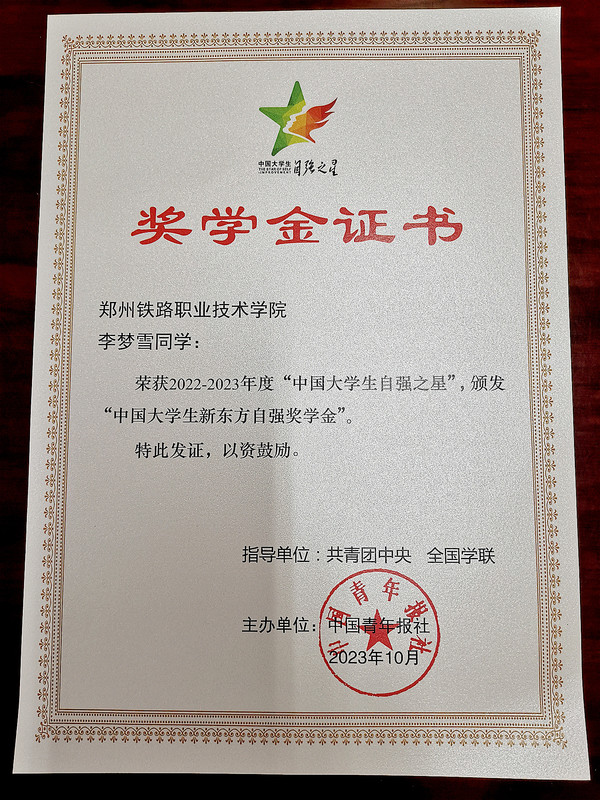 中国大学生
THE STAR OF SELF
IMPROVEMENT
自强之星
奖学金证书
郑州铁路职业技术学院
李梦雪同学：
荣获2022-2023年度“中国大学生自强之星”，颁发
“中国大学生新东方自强奖学金”。
特此发证，以资鼓励。
指导单位：共青团中央 全国学联
主办单位：中国青年报社
2023年10月
中国青年报社